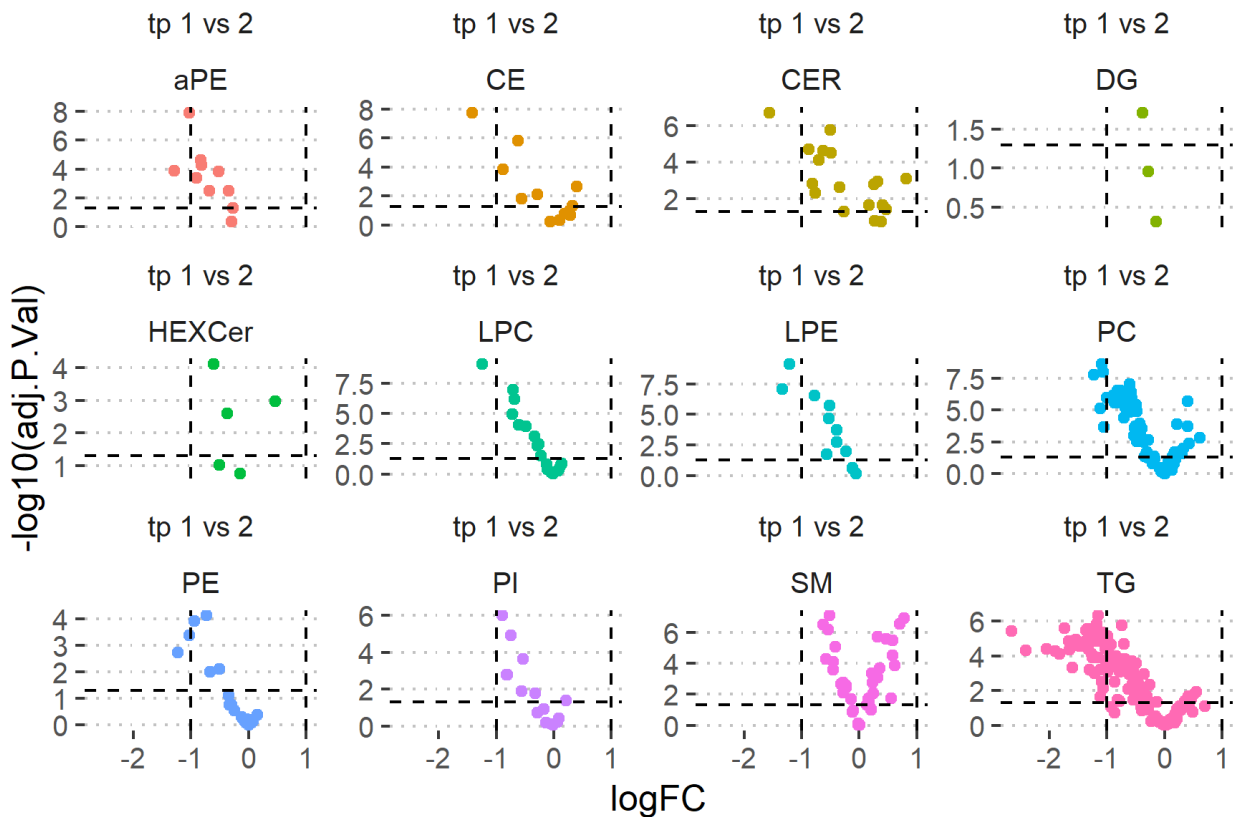 tp 1 vs 2 tp 1 vs 2 tp 1 vs 2 tp 1 vs 2
aPE CE CER DG
8 6 4 2 0
8 6 4 2 0
6 4 2
1.5 1.0 0.5
tp 1 vs 2 tp 1 vs 2 tp 1 vs 2 tp 1 vs 2
HEXCer LPC LPE PC
4 3 2 1
7.5 5.0 2.5 0.0
7.5 5.0 2.5 0.0
7.5 5.0 2.5 0.0
tp 1 vs 2 tp 1 vs 2 tp 1 vs 2 tp 1 vs 2
PE PI SM TG
4 3 2 1 0
6 4 2 0
6 4 2 0
6 4 2 0
-2 -1 0 1 -2 -1 0 1 -2 -1 0 1 -2 -1 0 1
logFC
-log10(adj.P.Val)